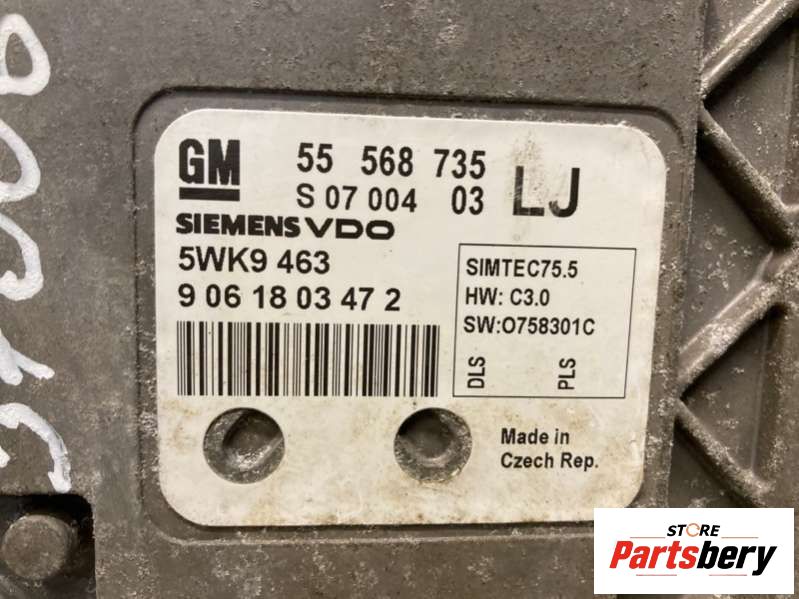 GM 55 568 735 LJ
S 07 004 03
SIEMENS VDO
5WK9 463
9 06 18 03 47 2
SIMTEC75.5
HW: C3.0
SW:O758301C
DLS PLS
Made in
Czech Rep.
STORE
Partsbery